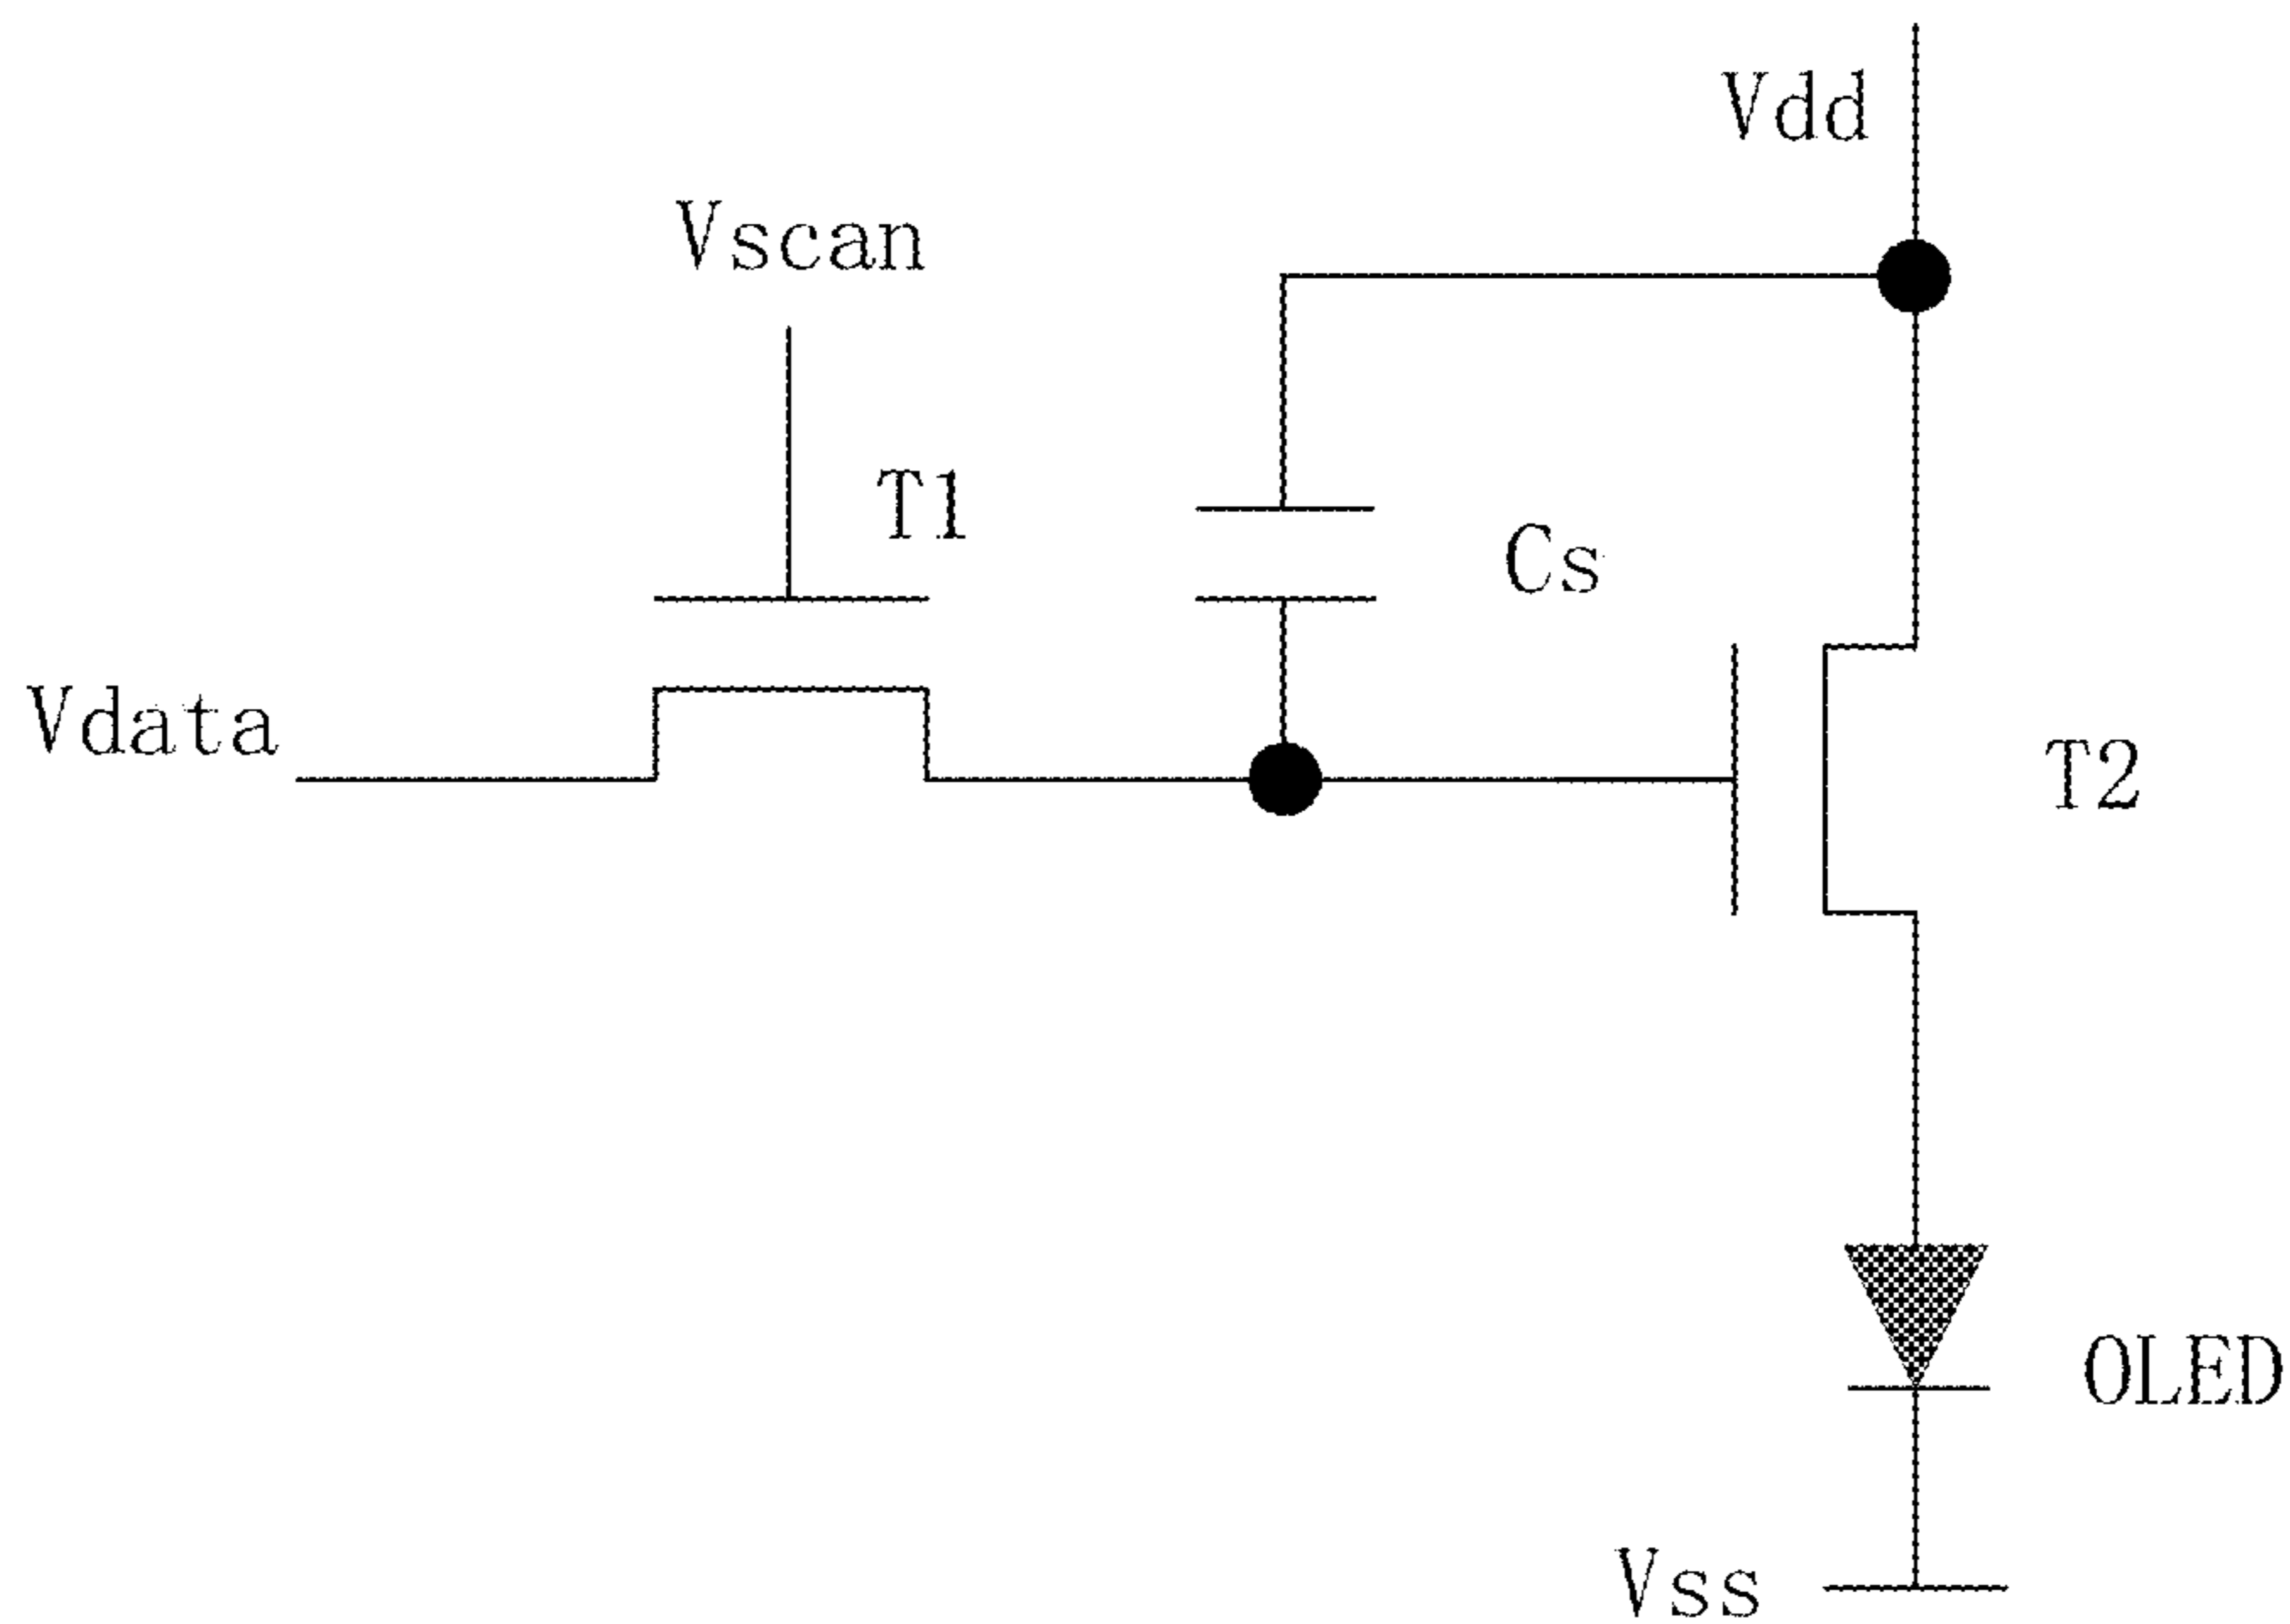 Vdd
Vscan
T1
Cs
Vdata
T2
OLED
Vss